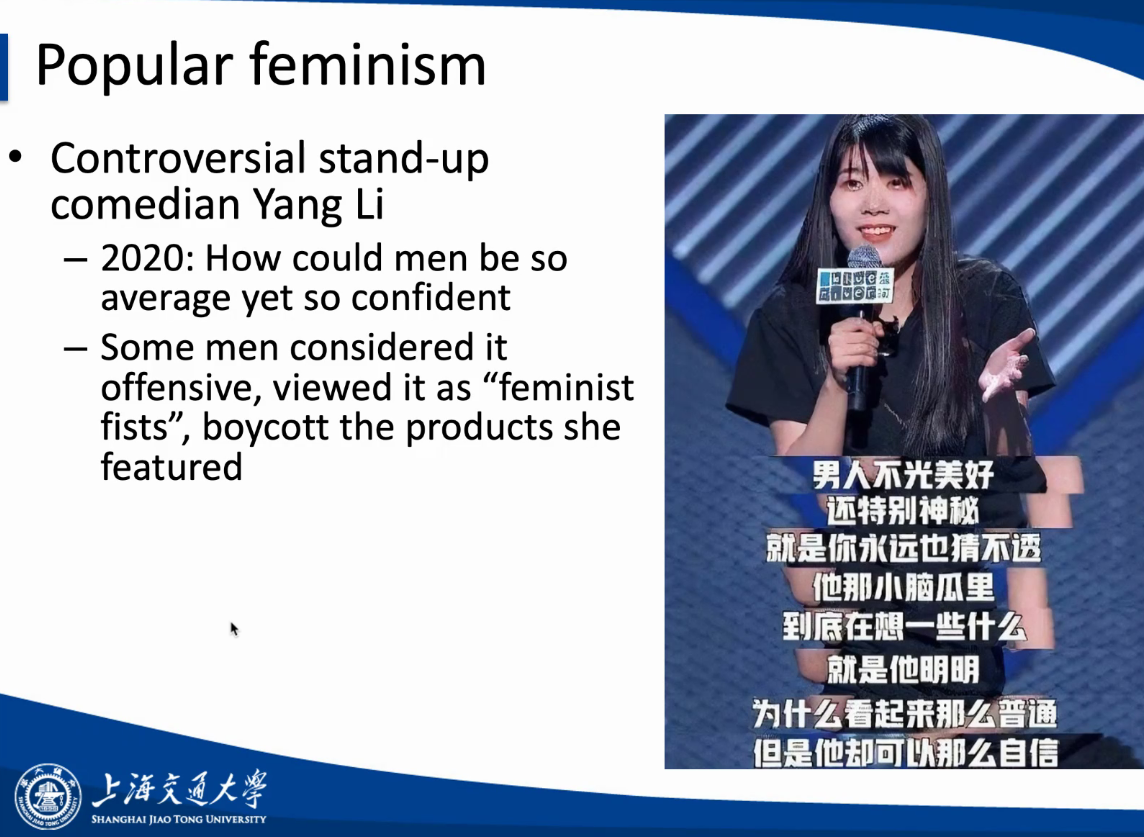 Popular feminism
• Controversial stand-up
comedian Yang Li
– 2020: How could men be so
average yet so confident
– Some men considered it
offensive, viewed it as “feminist
fists”, boycott the products she
featured
男人不光美好
还特别神秘
就是你永远也猜不透
他那小脑瓜里
到底在想一些什么
就是他明明
为什么看起来那么普通
但是他却可以那么自信
上海交通大学
SHANGHAI JIAO TONG UNIVERSITY